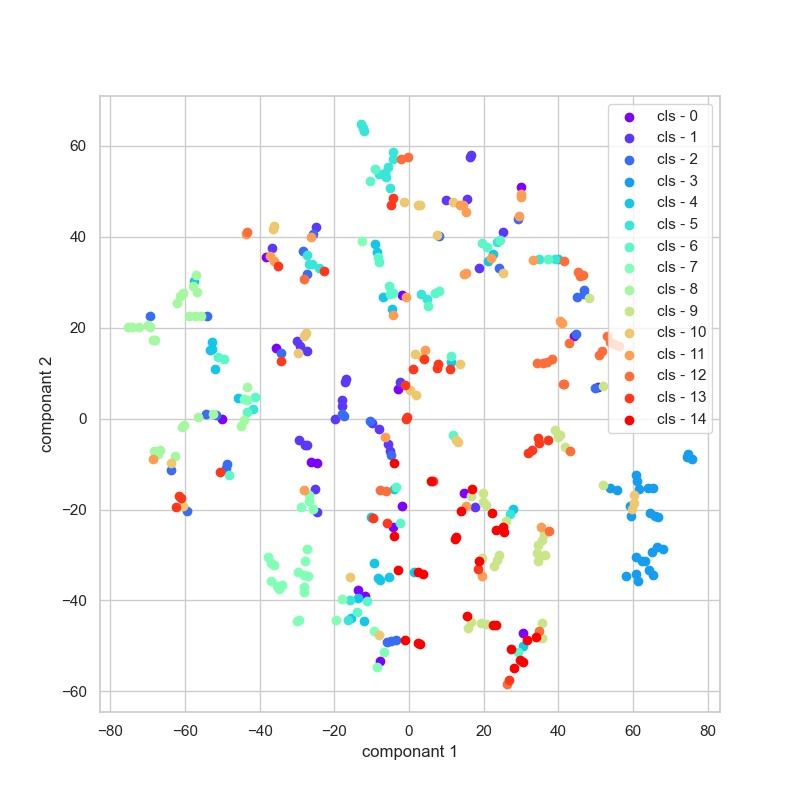 60
40
20
0
−20
−40
−60
−80
−60
−40
−20
0
20
40
60
80
componant 1
componant 2
cls - 0
cls - 1
cls - 2
cls - 3
cls - 4
cls - 5
cls - 6
cls - 7
cls - 8
cls - 9
cls - 10
cls - 11
cls - 12
cls - 13
cls - 14